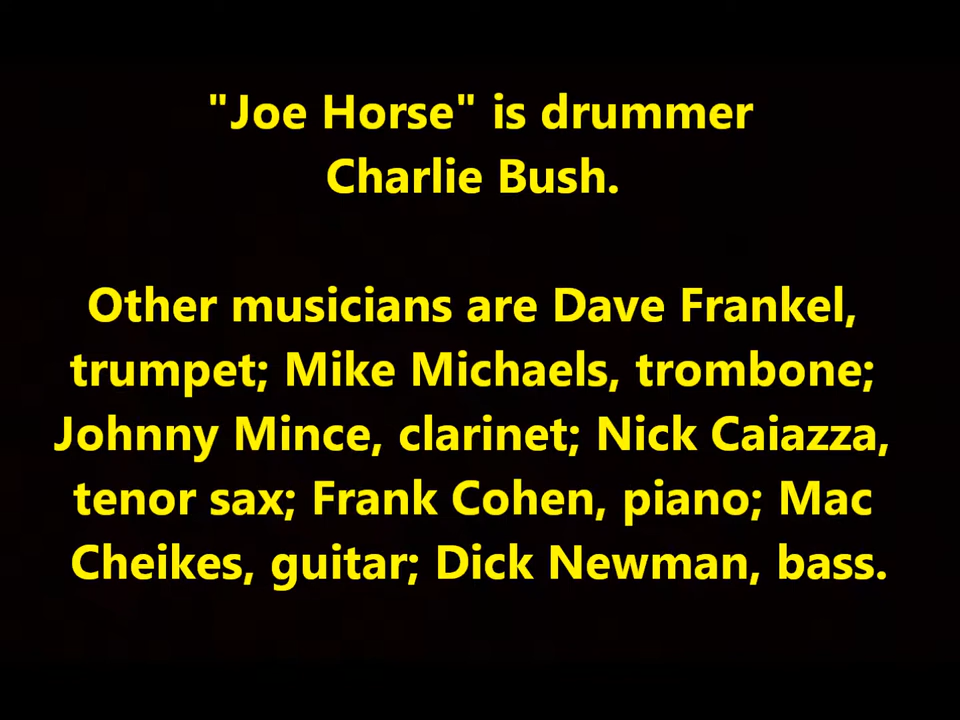 "Joe Horse" is drummer
Charlie Bush.
Other musicians are Dave Frankel,
trumpet; Mike Michaels, trombone;
Johnny Mince, clarinet; Nick Caiazza,
tenor sax; Frank Cohen, piano; Mac
Cheikes, guitar; Dick Newman, bass.